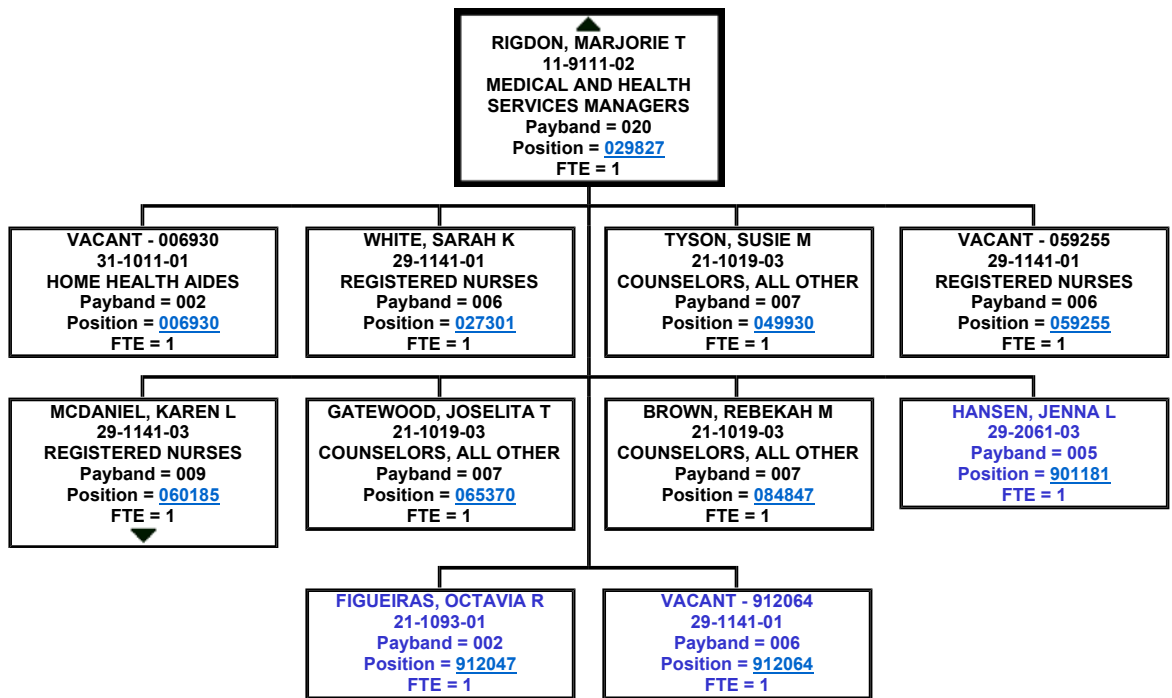 RIGDON, MARJORIE T
11-9111-02
MEDICAL AND HEALTH
SERVICES MANAGERS
Payband = 020
Position = 029827
FTE = 1
VACANT - 006930
31-1011-01
HOME HEALTH AIDES
Payband = 002
Position = 006930
FTE = 1
WHITE, SARAH K
29-1141-01
REGISTERED NURSES
Payband = 006
Position = 027301
FTE = 1
TYSON, SUSIE M
21-1019-03
COUNSELORS, ALL OTHER
Payband = 007
Position = 049930
FTE = 1
VACANT - 059255
29-1141-01
REGISTERED NURSES
Payband = 006
Position = 059255
FTE = 1
MCDANIEL, KAREN L
29-1141-03
REGISTERED NURSES
Payband = 009
Position = 060185
FTE = 1
GATEWOOD, JOSELITA T
21-1019-03
COUNSELORS, ALL OTHER
Payband = 007
Position = 065370
FTE = 1
BROWN, REBEKAH M
21-1019-03
COUNSELORS, ALL OTHER
Payband = 007
Position = 084847
FTE = 1
HANSEN, JENNA L
29-2061-03
Payband = 005
Position = 901181
FTE = 1
FIGUEIRAS, OCTAVIA R
21-1093-01
Payband = 002
Position = 912047
FTE = 1
VACANT - 912064
29-1141-01
Payband = 006
Position = 912064
FTE = 1